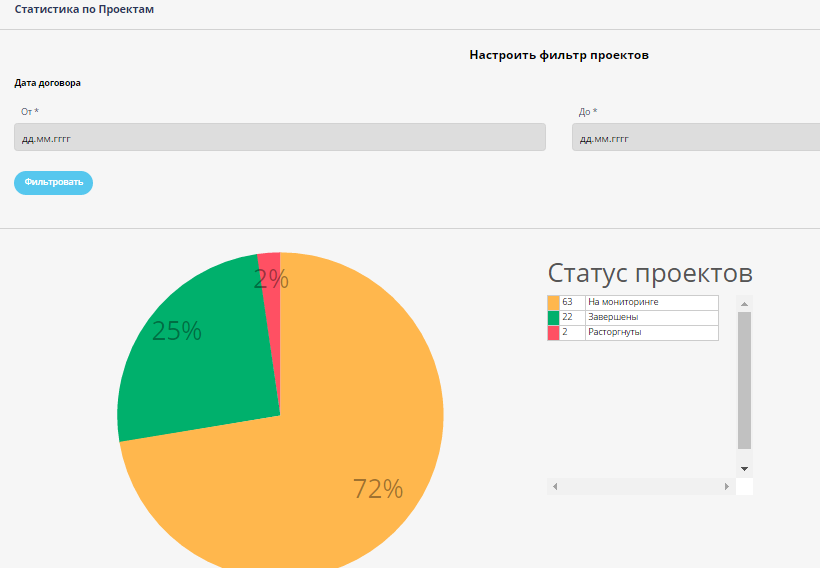 Статистика по Проектам
Настроить фильтр проектов
Дата договора
От *
До *
дд.мм.гггг
дд.мм.гггг
Фильтровать
2%
25%
72%
Статус проектов
63 На мониторинге
22 Завершены
2 Расторгнуты